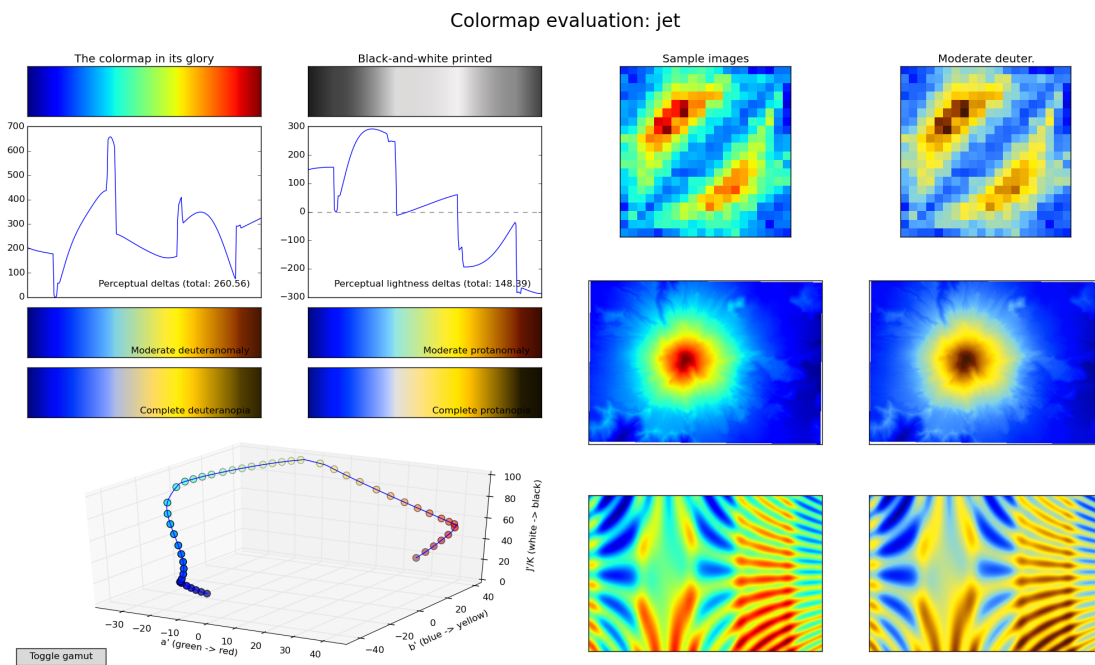 Colormap evaluation: jet
The colormap in its glory
Black-and-white printed
Sample images
Moderate deuter.
700
600
500
400
300
200
100
0
Perceptual deltas (total: 260.56)
300
200
100
0
−100
−200
−300
Perceptual lightness deltas (total: 148.39)
Moderate deuteranomaly
Moderate protanomaly
Complete deuteranopia
Complete protanopia
100
80
60
40
20
0
J'/K (white -> black)
−30
−20
−10
0
10
20
30
40
a' (green -> red)
−40
−20
0
20
40
b' (blue -> yellow)
Toggle gamut